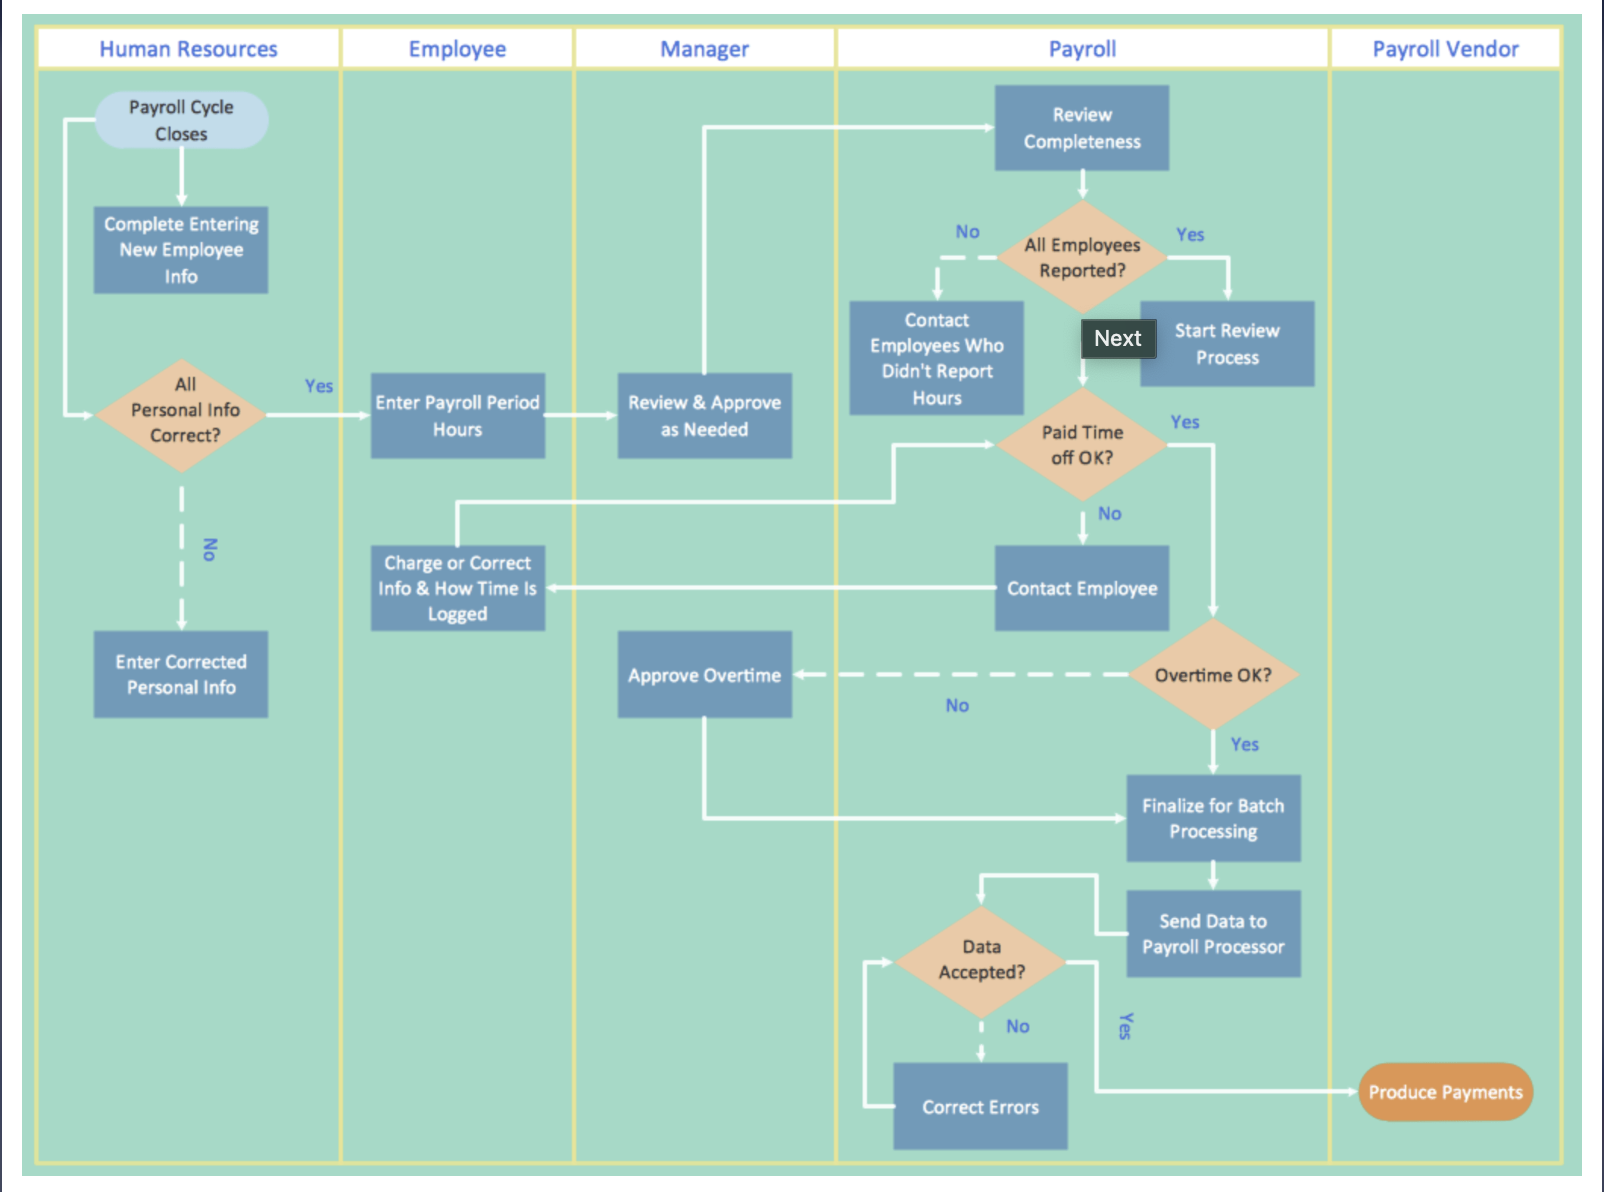 Human Resources
Employee
Manager
Payroll
Payroll Vendor
Payroll Cycle
Closes
Complete Entering
New Employee
Info
All
Personal Info
Correct?
Yes
No
Enter Corrected
Personal Info
Enter Payroll Period
Hours
Review & Approve
as Needed
Review
Completeness
All Employees
Reported?
No
Yes
Contact
Employees Who
Didn't Report
Hours
Next
Start Review
Process
Paid Time
off OK?
Yes
No
Contact Employee
Charge or Correct
Info & How Time Is
Logged
Overtime OK?
No
Approve Overtime
Yes
Finalize for Batch
Processing
Send Data to
Payroll Processor
Data
Accepted?
No
Yes
Correct Errors
Produce Payments